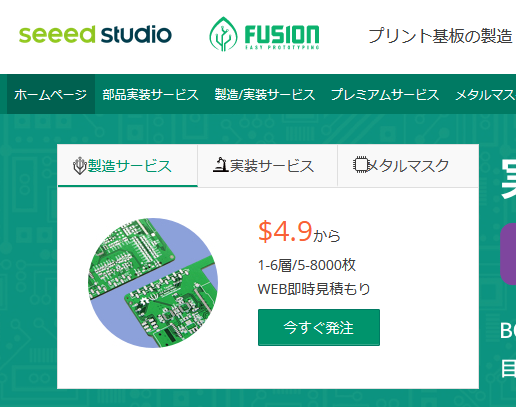 seeed studio
FUSION
EASY PROTOTYPING
プリント基板の製造
ホームページ 部品実装サービス 製造/実装サービス プレミアムサービス メタルマス
製造サービス 実装サービス メタルマスク
$4.9から
1-6層/5-8000枚
WEB即時見積もり
今すぐ発注